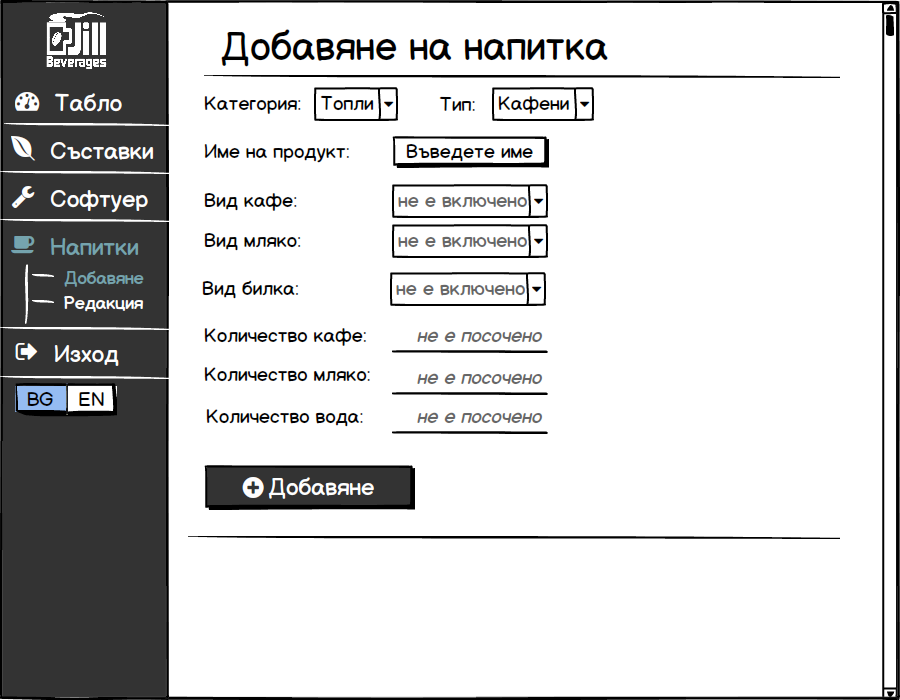 Jill
Beverages
Табло
Съставки
Софтуер
Напитки
Добавяне
Редакция
Изход
BG EN
Добавяне на напитка
Категория: Топли Тип: Кафени
Име на продукт: Въведете име
Вид кафе: не е включено
Вид мляко: не е включено
Вид билка: не е включено
Количество кафе: не е посочено
Количество мляко: не е посочено
Количество вода: не е посочено
Добавяне